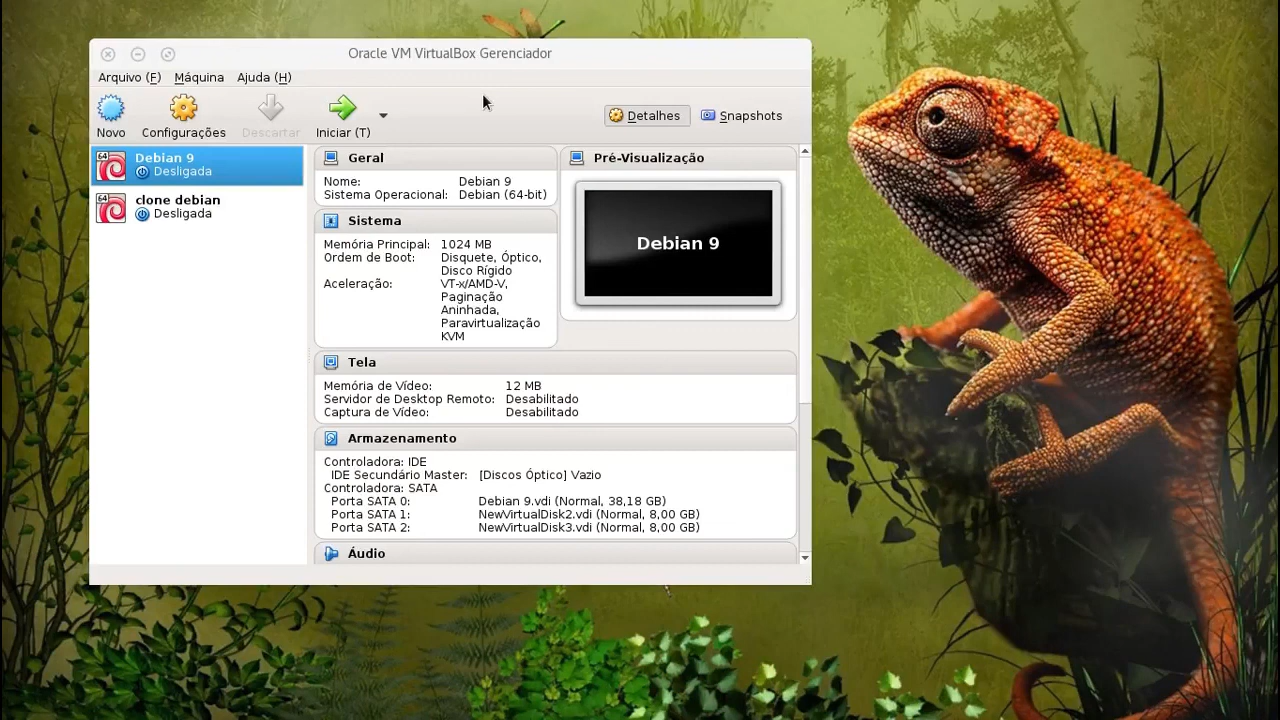 Oracle VM VirtualBox Gerenciador
Arquivo (F) Máquina Ajuda (H)
Novo Configurações Descartar Iniciar (T) Detalhes Snapshots
64 Debian 9
Desligada
64 clone debian
Desligada
Geral
Nome: Debian 9
Sistema Operacional: Debian (64-bit)
Pré-Visualização
Debian 9
Sistema
Memória Principal: 1024 MB
Ordem de Boot: Disquete, Óptico,
Disco Rígido
Aceleração: VT-x/AMD-V,
Paginação
Aninhada,
Paravirtualização
KVM
Tela
Memória de Vídeo: 12 MB
Servidor de Desktop Remoto: Desabilitado
Captura de Vídeo: Desabilitado
Armazenamento
Controladora: IDE
IDE Secundário Master: [Discos Óptico] Vazio
Controladora: SATA
Porta SATA 0: Debian 9.vdi (Normal, 38,18 GB)
Porta SATA 1: NewVirtualDisk2.vdi (Normal, 8,00 GB)
Porta SATA 2: NewVirtualDisk3.vdi (Normal, 8,00 GB)
Áudio